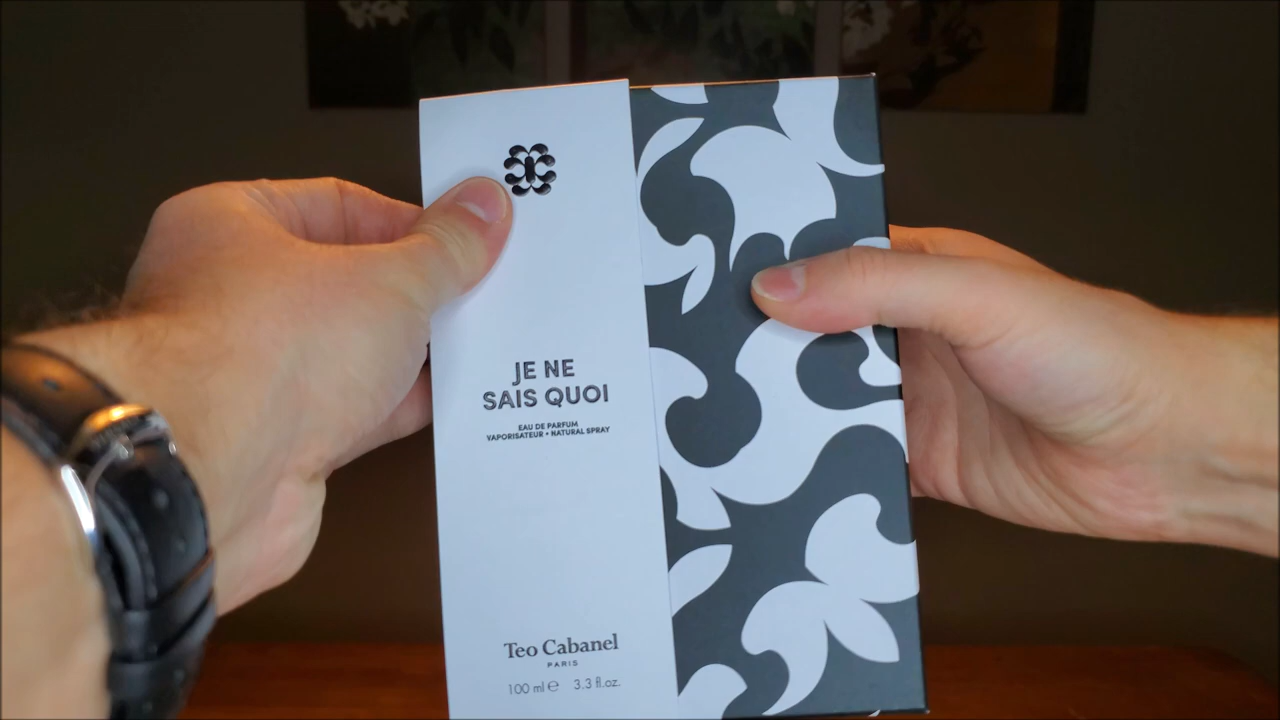 JE NE
SAIS QUOI
EAU DE PARFUM
VAPORISATEUR • NATURAL SPRAY
Teo Cabanel
PARIS
100 ml ℮ 3.3 fl.oz.